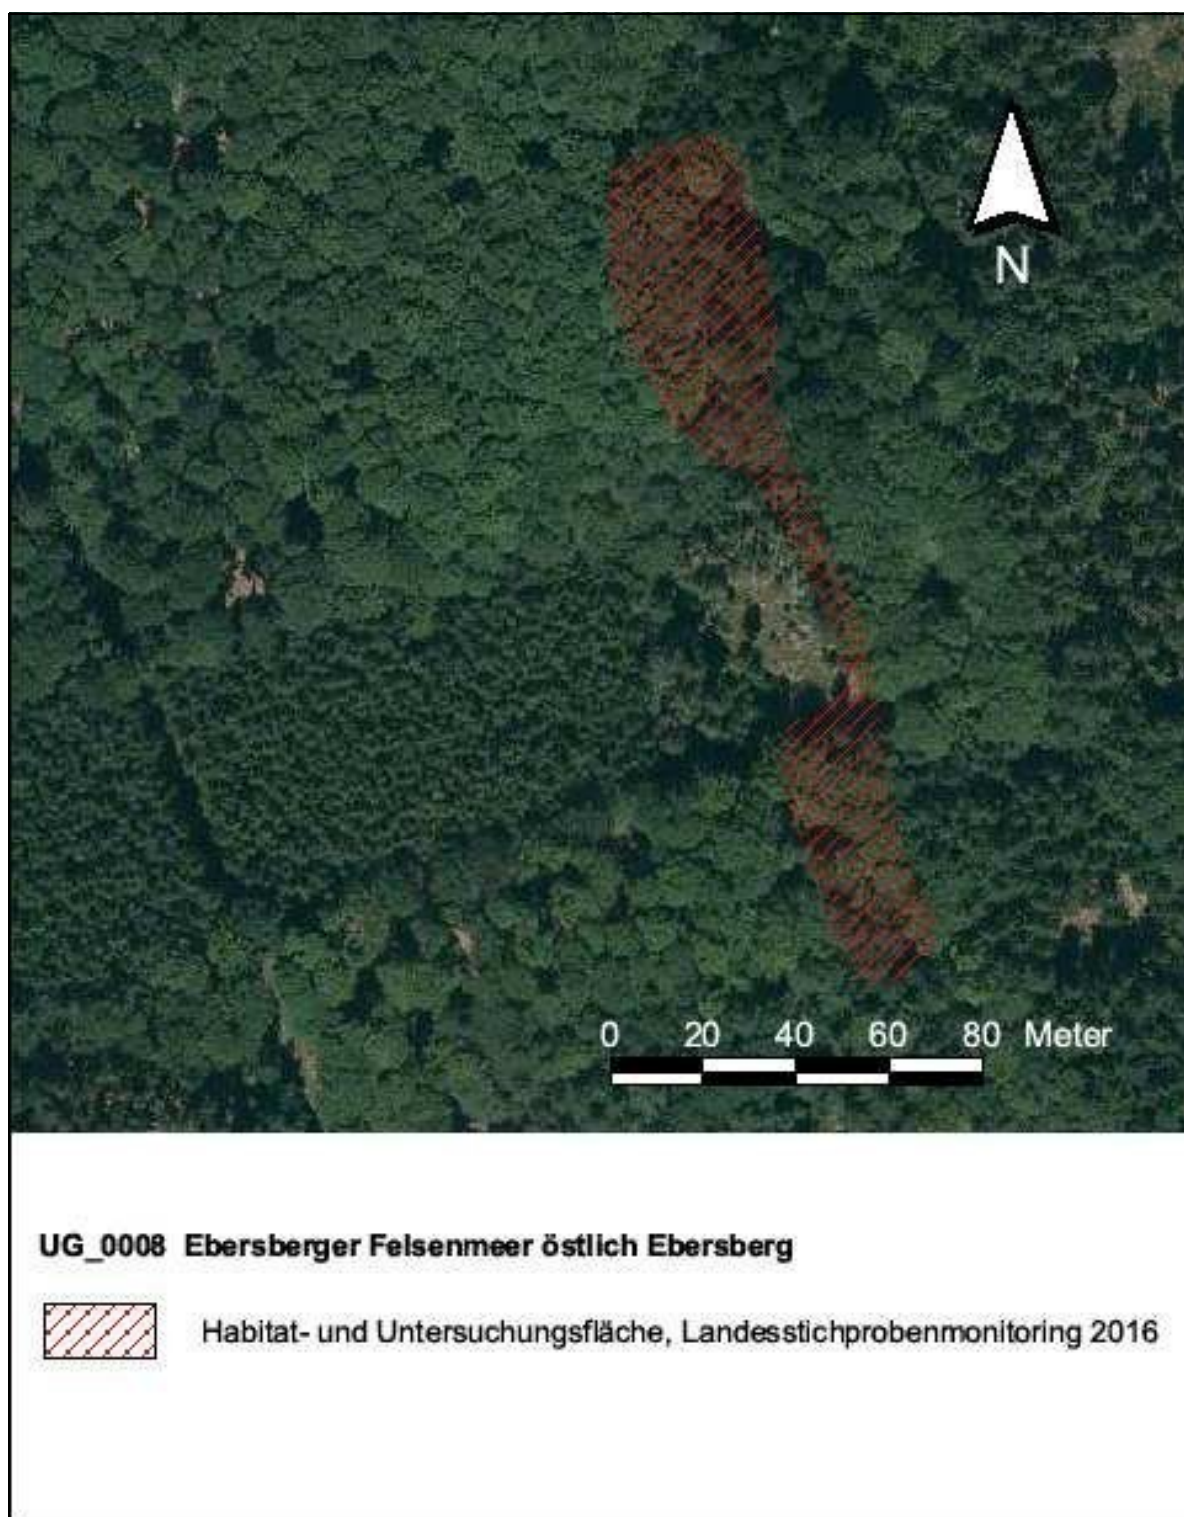 N
0 20 40 60 80 Meter
UG_0008 Ebersberger Felsenmeer östlich Ebersberg
Habitat- und Untersuchungsfläche, Landesstichprobenmonitoring 2016